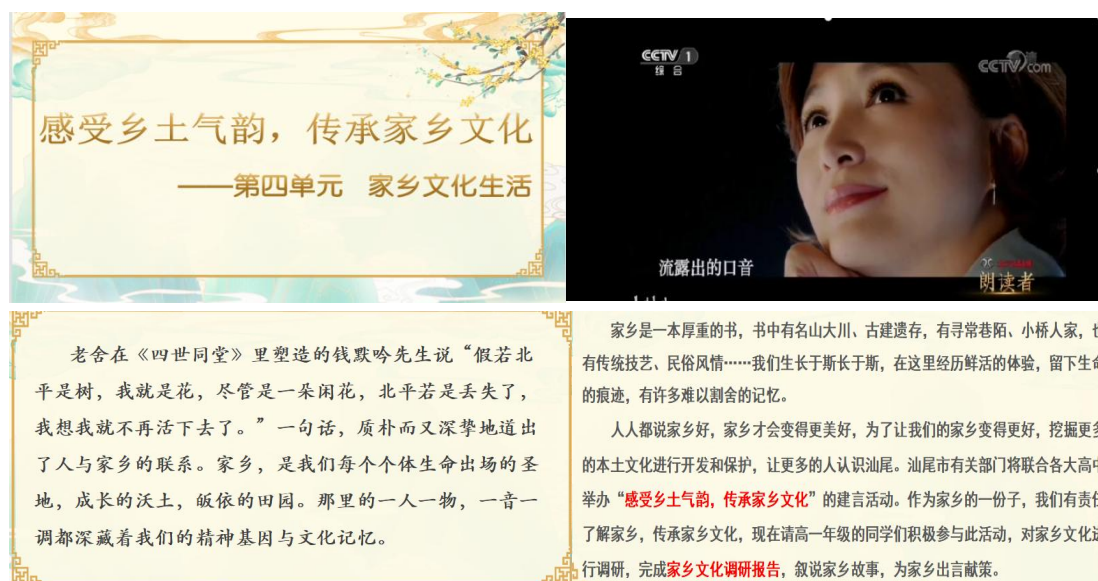 感受乡土气韵，传承家乡文化
——第四单元 家乡文化生活
CCTV 1
综合
CCTV.com
流露出的口音
朗读者
老舍在《四世同堂》里塑造的钱默吟先生说“假若北
平是树，我就是花，尽管是一朵闲花，北平若是丢失了，
我想我就不再活下去了。”一句话，质朴而又深挚地道出
了人与家乡的联系。家乡，是我们每个个体生命出场的圣
地，成长的沃土，皈依的田园。那里的一人一物，一音一
调都深藏着我们的精神基因与文化记忆。
家乡是一本厚重的书，书中有名山大川、古建遗存，有寻常巷陌、小桥人家，也
有传统技艺、民俗风情……我们生长于斯长于斯，在这里经历鲜活的体验，留下生命
的痕迹，有许多难以割舍的记忆。
人人都说家乡好，家乡才会变得更美好，为了让我们的家乡变得更好，挖掘更多
的本土文化进行开发和保护，让更多的人认识汕尾。汕尾市有关部门将联合各大高中
举办“感受乡土气韵，传承家乡文化”的建言活动。作为家乡的一份子，我们有责任
了解家乡，传承家乡文化，现在请高一年级的同学们积极参与此活动，对家乡文化进
行调研，完成家乡文化调研报告，叙说家乡故事，为家乡出言献策。